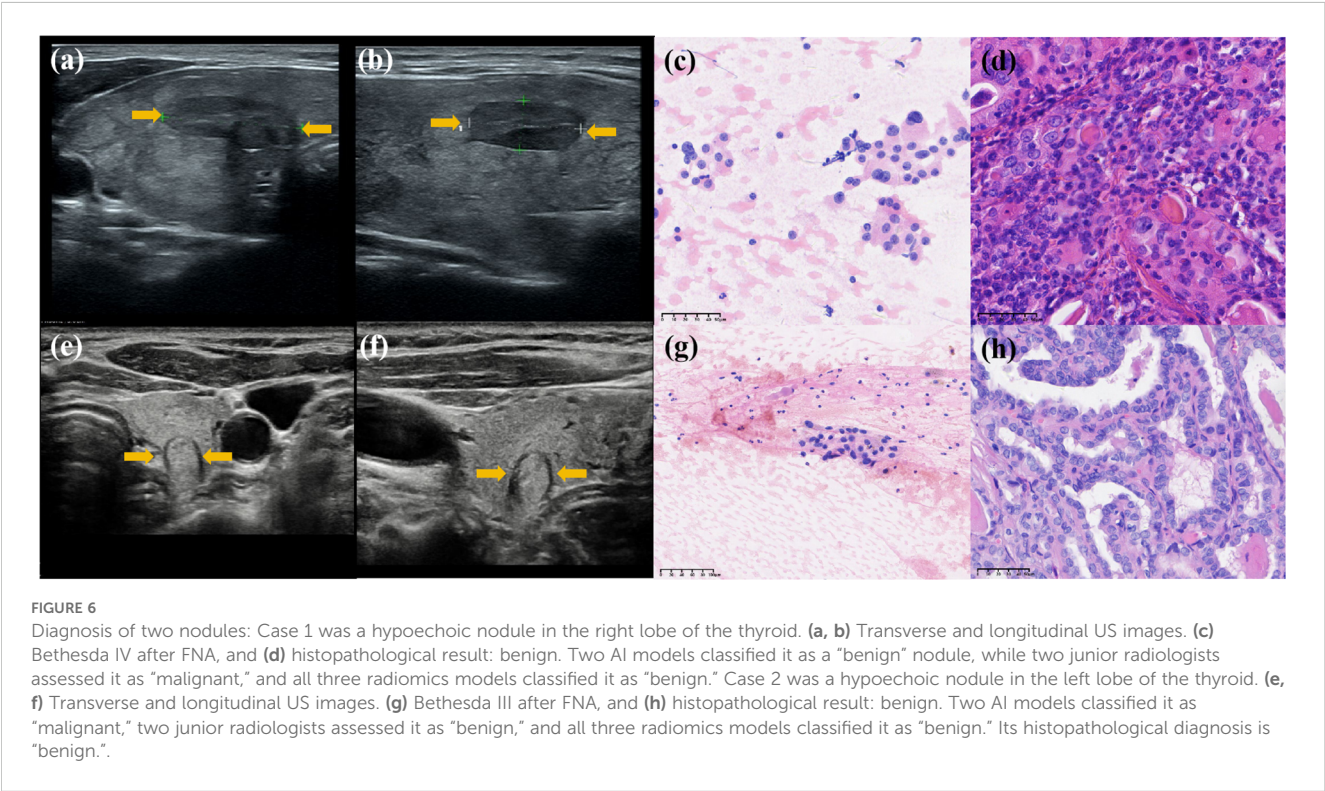 (a)
(b)
(c)
(d)
(e)
(f)
(g)
(h)
FIGURE 6
Diagnosis of two nodules: Case 1 was a hypoechoic nodule in the right lobe of the thyroid. (a, b) Transverse and longitudinal US images. (c)
Bethesda IV after FNA, and (d) histopathological result: benign. Two AI models classified it as a “benign” nodule, while two junior radiologists
assessed it as “malignant,” and all three radiomics models classified it as “benign.” Case 2 was a hypoechoic nodule in the left lobe of the thyroid. (e,
f) Transverse and longitudinal US images. (g) Bethesda III after FNA, and (h) histopathological result: benign. Two AI models classified it as
“malignant,” two junior radiologists assessed it as “benign,” and all three radiomics models classified it as “benign.” Its histopathological diagnosis is
“benign.”.